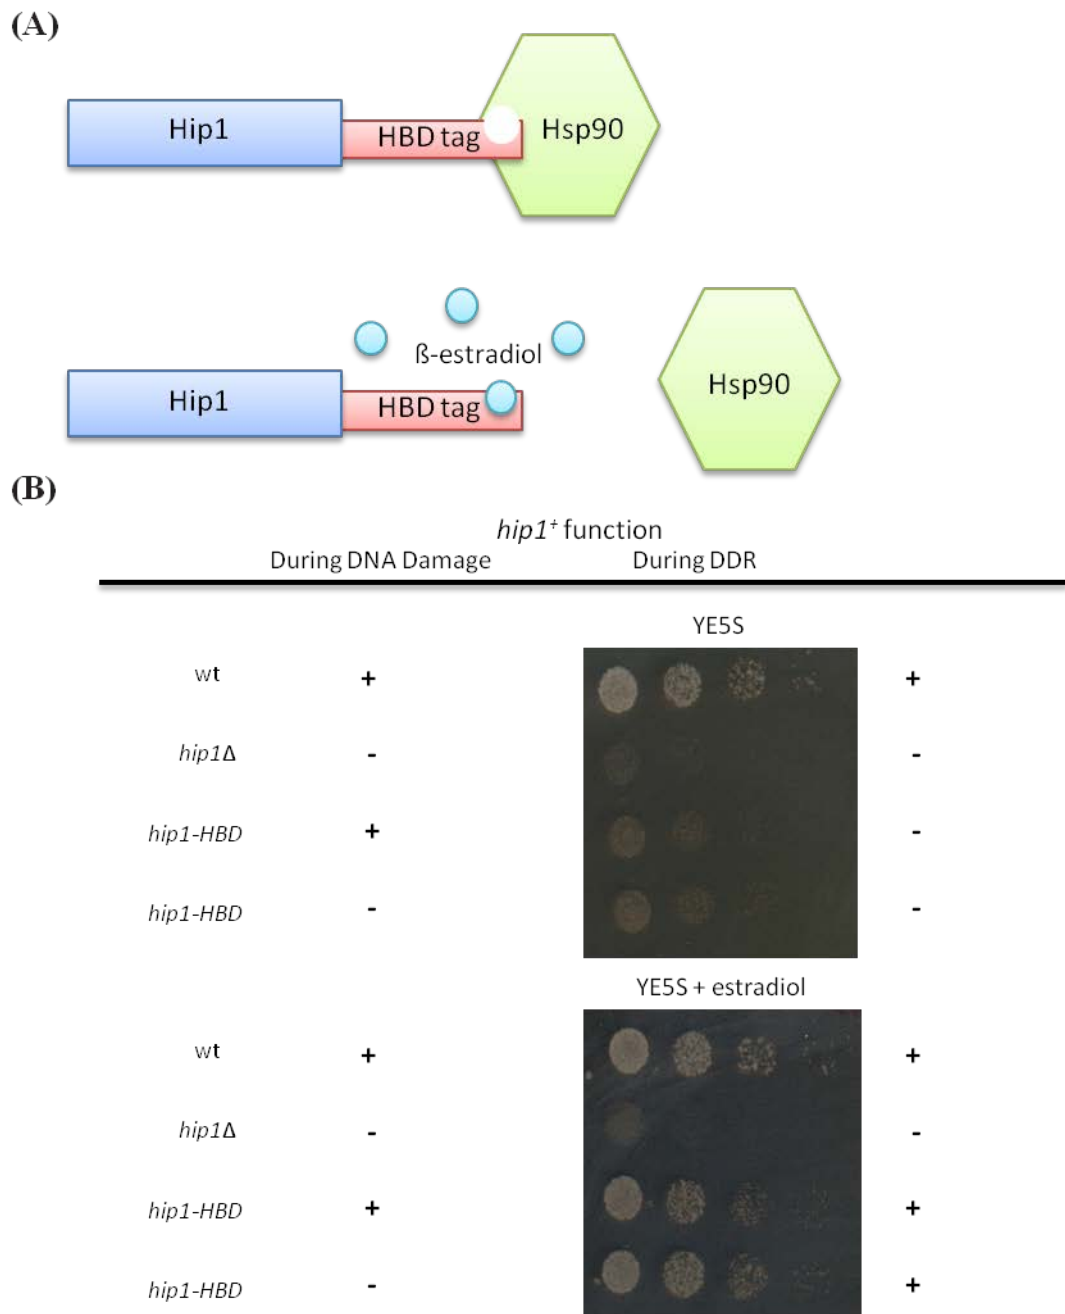 (A)
Hip1
HBD tag
Hsp90
ß-estradiol
Hip1
HBD tag
Hsp90
(B)
hip1⁺ function
During DNA Damage During DDR
YE5S
wt + +
hip1Δ - -
hip1-HBD + -
hip1-HBD - -
YE5S + estradiol
wt + +
hip1Δ - -
hip1-HBD + +
hip1-HBD - +